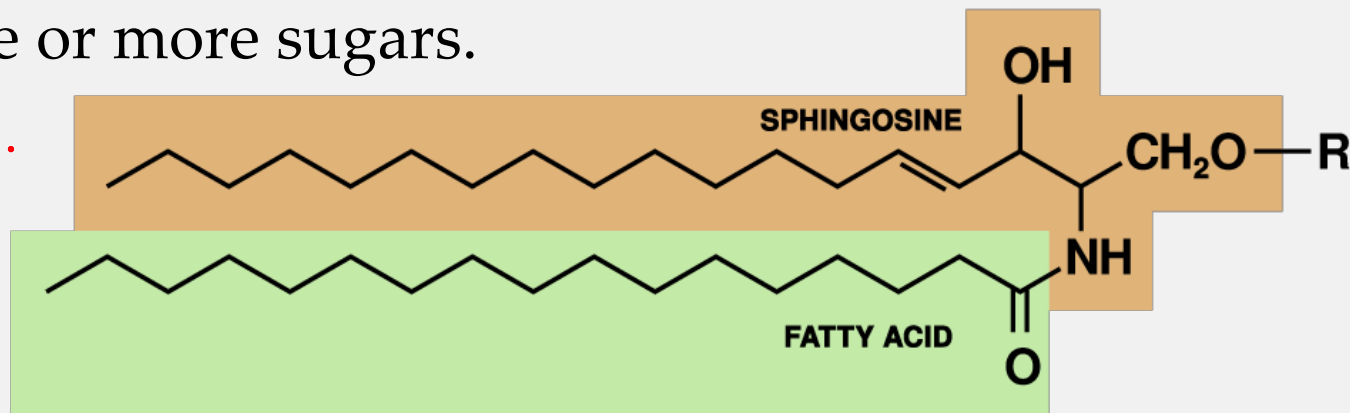 e or more sugars.
OH
SPHINGOSINE
CH₂O—R
NH
FATTY ACID
O